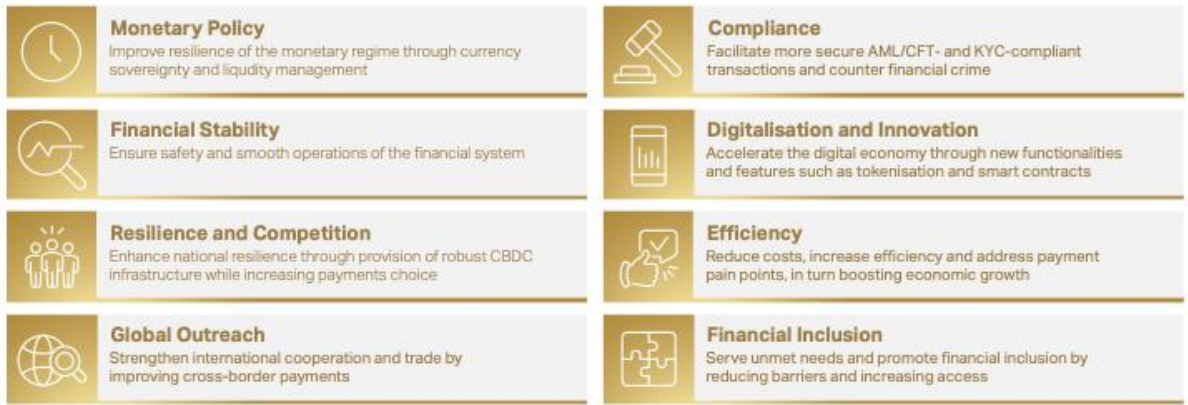 Monetary Policy
Improve resilience of the monetary regime through currency
sovereignty and liqudity management
Financial Stability
Ensure safety and smooth operations of the financial system
Resilience and Competition
Enhance national resilience through provision of robust CBDC
infrastructure while increasing payments choice
Global Outreach
Strengthen international cooperation and trade by
improving cross-border payments
Compliance
Facilitate more secure AML/CFT- and KYC-compliant
transactions and counter financial crime
Digitalisation and Innovation
Accelerate the digital economy through new functionalities
and features such as tokenisation and smart contracts
Efficiency
Reduce costs, increase efficiency and address payment
pain points, in turn boosting economic growth
Financial Inclusion
Serve unmet needs and promote financial inclusion by
reducing barriers and increasing access